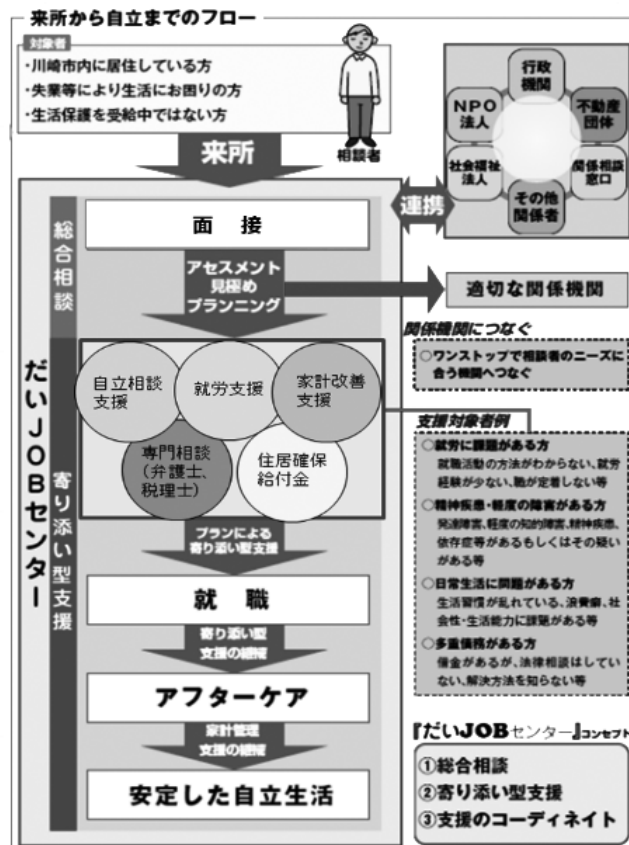 来所から自立までのフロー
対象者
・川崎市内に居住している方
・失業等により生活にお困りの方
・生活保護を受給中ではない方
相談者
来所
行政
機関
NPO
法人
不動産
団体
社会福祉
法人
関係相談
窓口
その他
関係者
連携
だいJOBセンター
総合相談
面 接
アセスメント
見極め
プランニング
適切な関係機関
関係機関につなぐ
○ワンストップで相談者のニーズに
合う機関へつなぐ
寄り添い型支援
自立相談
支援
就労支援
家計改善
支援
専門相談
(弁護士、
税理士)
住居確保
給付金
支援対象者例
○就労に課題がある方
就職活動の方法がわからない、就労
経験が少ない、職が定着しない等
○精神疾患・軽度の障害がある方
発達障害、軽度の知的障害、精神疾患、
依存症等があるもしくはその疑い
がある等
○日常生活に問題がある方
生活習慣が乱れている、浪費癖、社
会性・生活能力に課題がある等
○多重債務がある方
借金があるが、法律相談はしてい
ない、解決方法を知らない等
プランによる
寄り添い型支援
就 職
寄り添い型
支援の継続
アフターケア
家計管理
支援の継続
安定した自立生活
『だいJOBセンター』コンセプト
①総合相談
②寄り添い型支援
③支援のコーディネイト